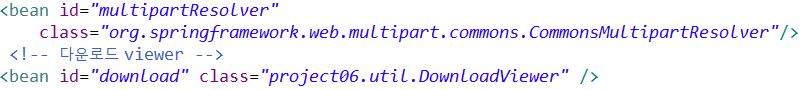 <bean id="multipartResolver"
class="org.springframework.web.multipart.commons.CommonsMultipartResolver"/>
<!-- 다운로드 viewer -->
<bean id="download" class="project06.util.DownloadViewer" />